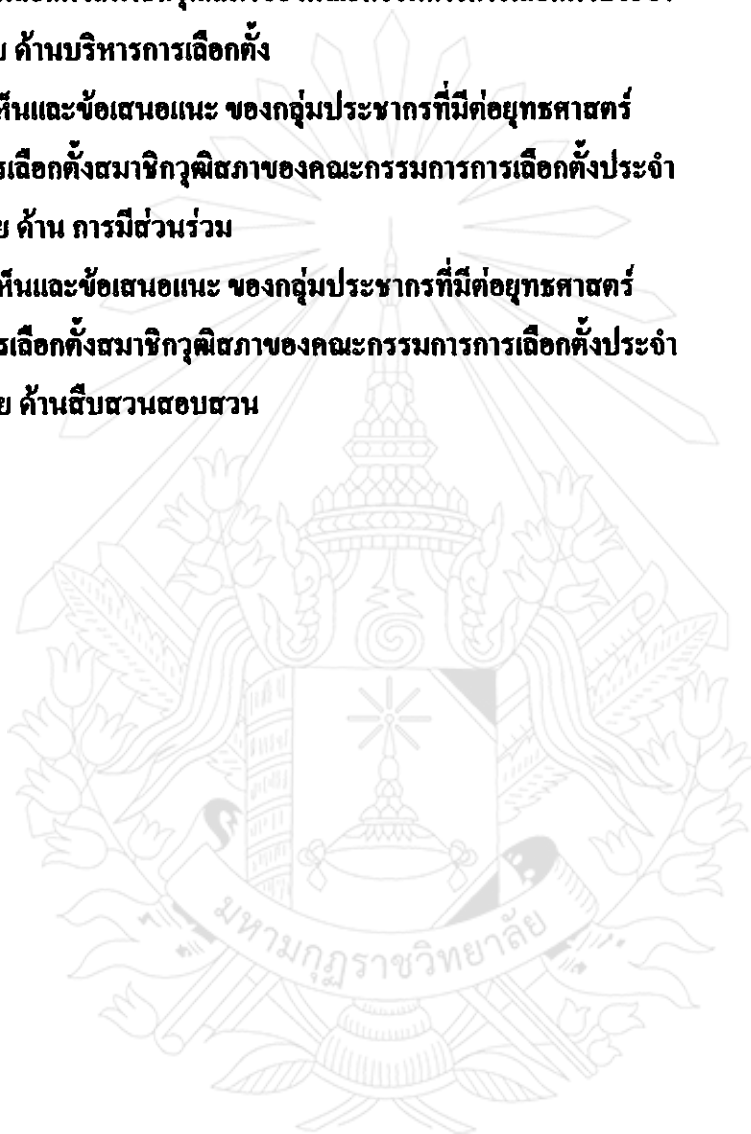 ย ด้านบริหารการเลือกตั้ง
ห็นและข้อเสนอแนะ ของกลุ่มประชากรที่มีต่อยุทธศาสตร์
รเลือกตั้งสมาชิกวุฒิสภาของคณะกรรมการการเลือกตั้งประจำ
ย ด้าน การมีส่วนร่วม
ห็นและข้อเสนอแนะ ของกลุ่มประชากรที่มีต่อยุทธศาสตร์
รเลือกตั้งสมาชิกวุฒิสภาของคณะกรรมการการเลือกตั้งประจำ
ย ด้านสืบสวนสอบสวน
มหามกุฏราชวิทยาลัย